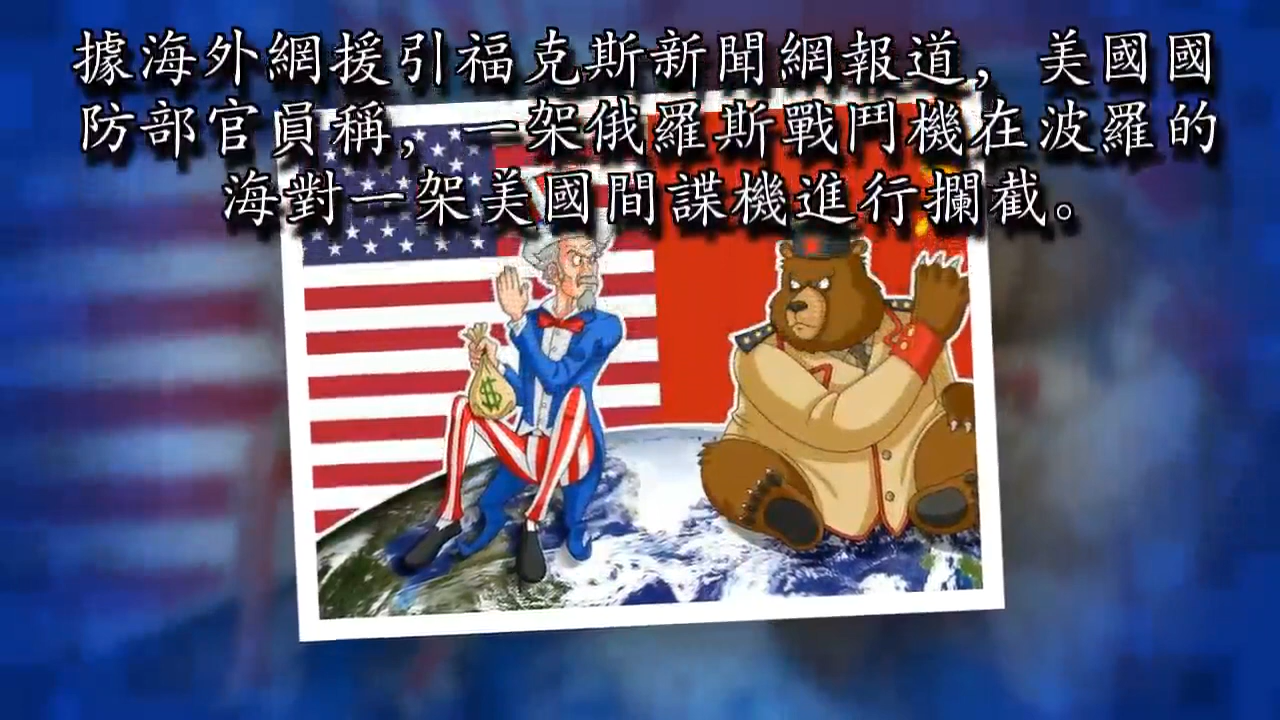 據海外網援引福克斯新聞網報道，美國國
防部官員稱，一架俄羅斯戰鬥機在波羅的
海對一架美國間諜機進行攔截。
$